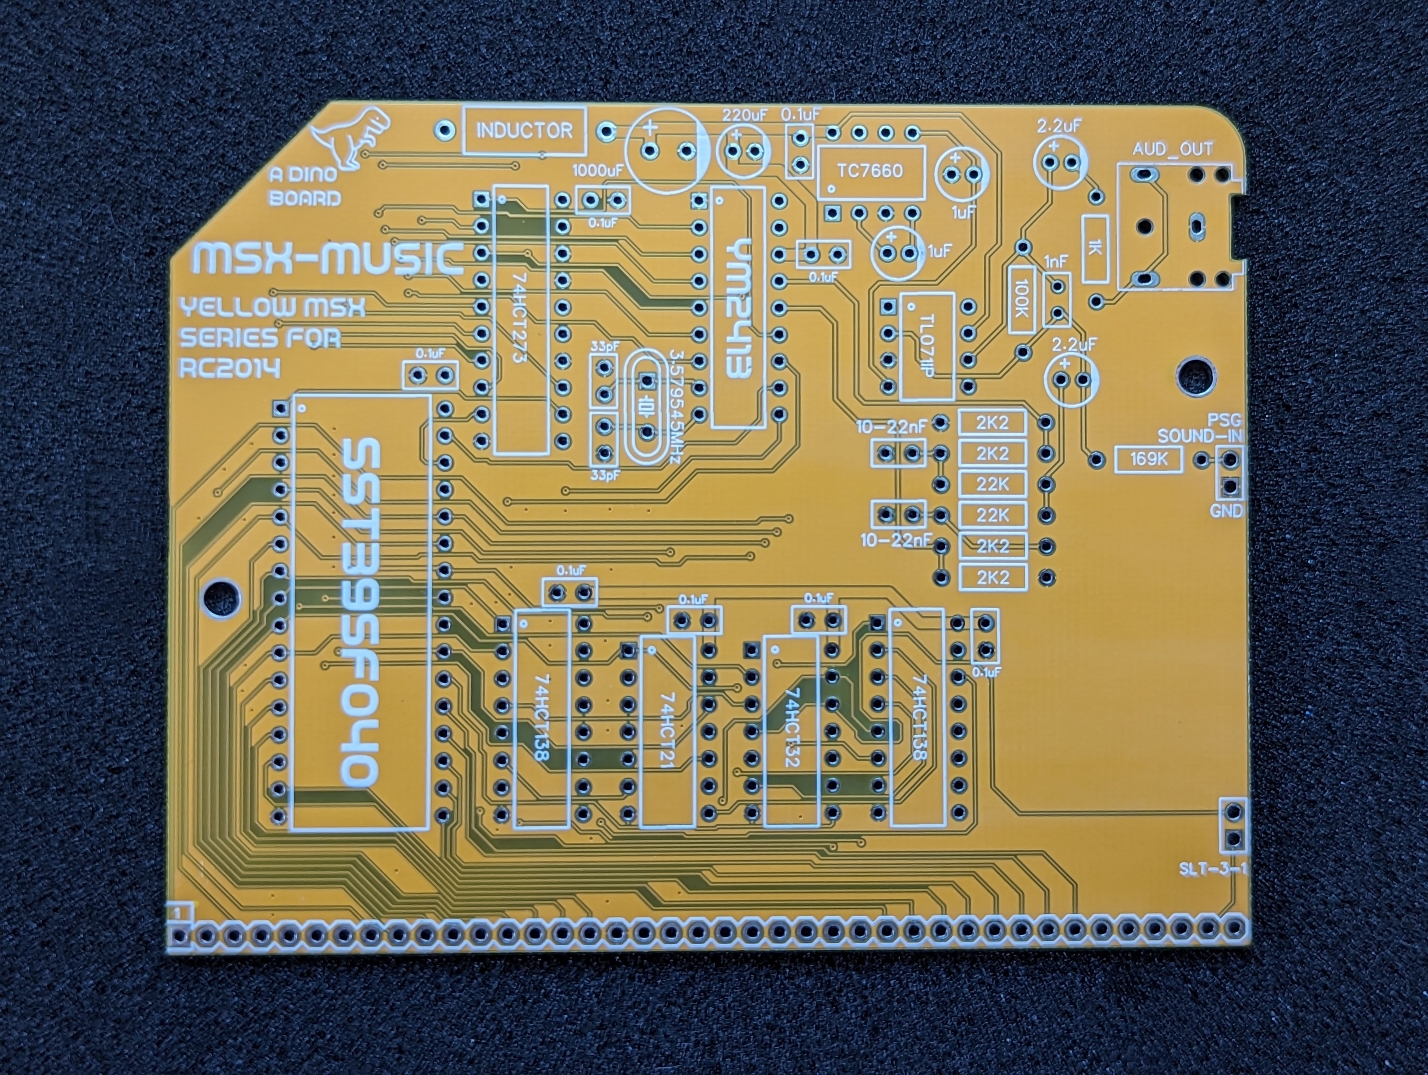 A DINO
BOARD
INDUCTOR
1000uF
220uF
0.1uF
TC7660
1uF
2.2uF
AUD_OUT
0.1uF
MSX-MUSIC
YELLOW MSX
SERIES FOR
RC2014
74HCT273
YM2413
0.1uF
1uF
1K
1nF
100K
TL071IP
2.2uF
0.1uF
33pF
3.579545MHz
33pF
10-22nF
2K2
2K2
22K
22K
10-22nF
2K2
2K2
169K
PSG
SOUND-IN
GND
SST39SF040
0.1uF
0.1uF
0.1uF
0.1uF
74HCT138
74HCT21
74HCT32
74HCT138
SLT-3-1
1